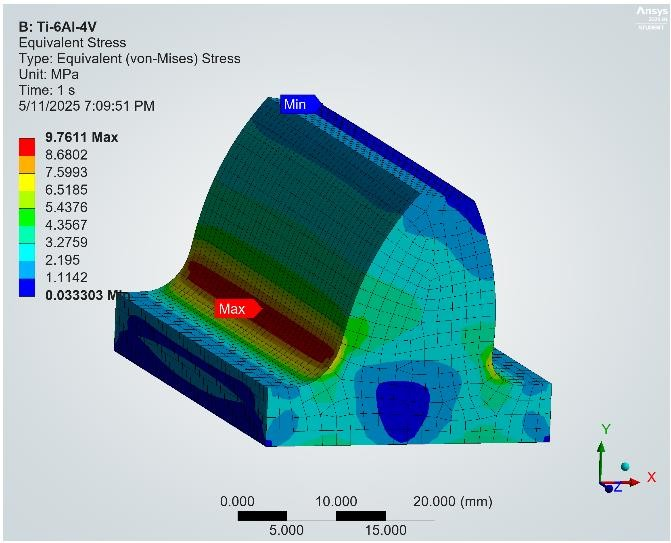 B: Ti-6Al-4V
Equivalent Stress
Type: Equivalent (von-Mises) Stress
Unit: MPa
Time: 1 s
5/11/2025 7:09:51 PM
9.7611 Max
8.6802
7.5993
6.5185
5.4376
4.3567
3.2759
2.195
1.1142
0.033303 Min
Ansys
STUDENT
Min
Max
Y
X
Z
0.000 10.000 20.000 (mm)
5.000 15.000